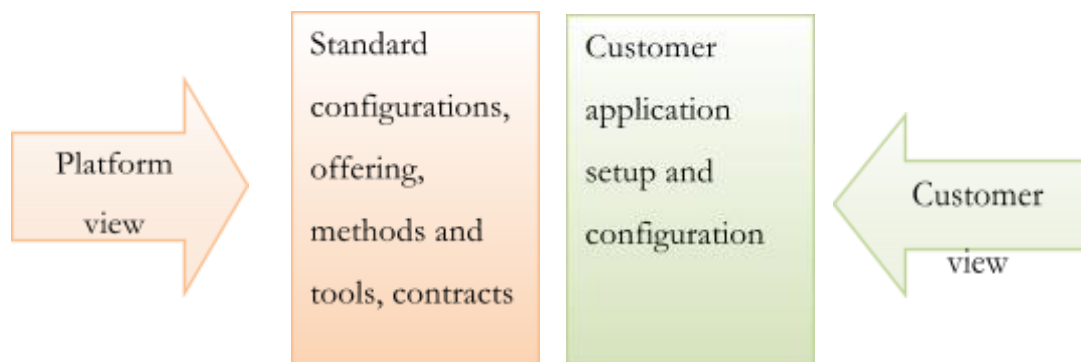 Platform
view
Standard
configurations,
offering,
methods and
tools, contracts
Customer
application
setup and
configuration
Customer
view